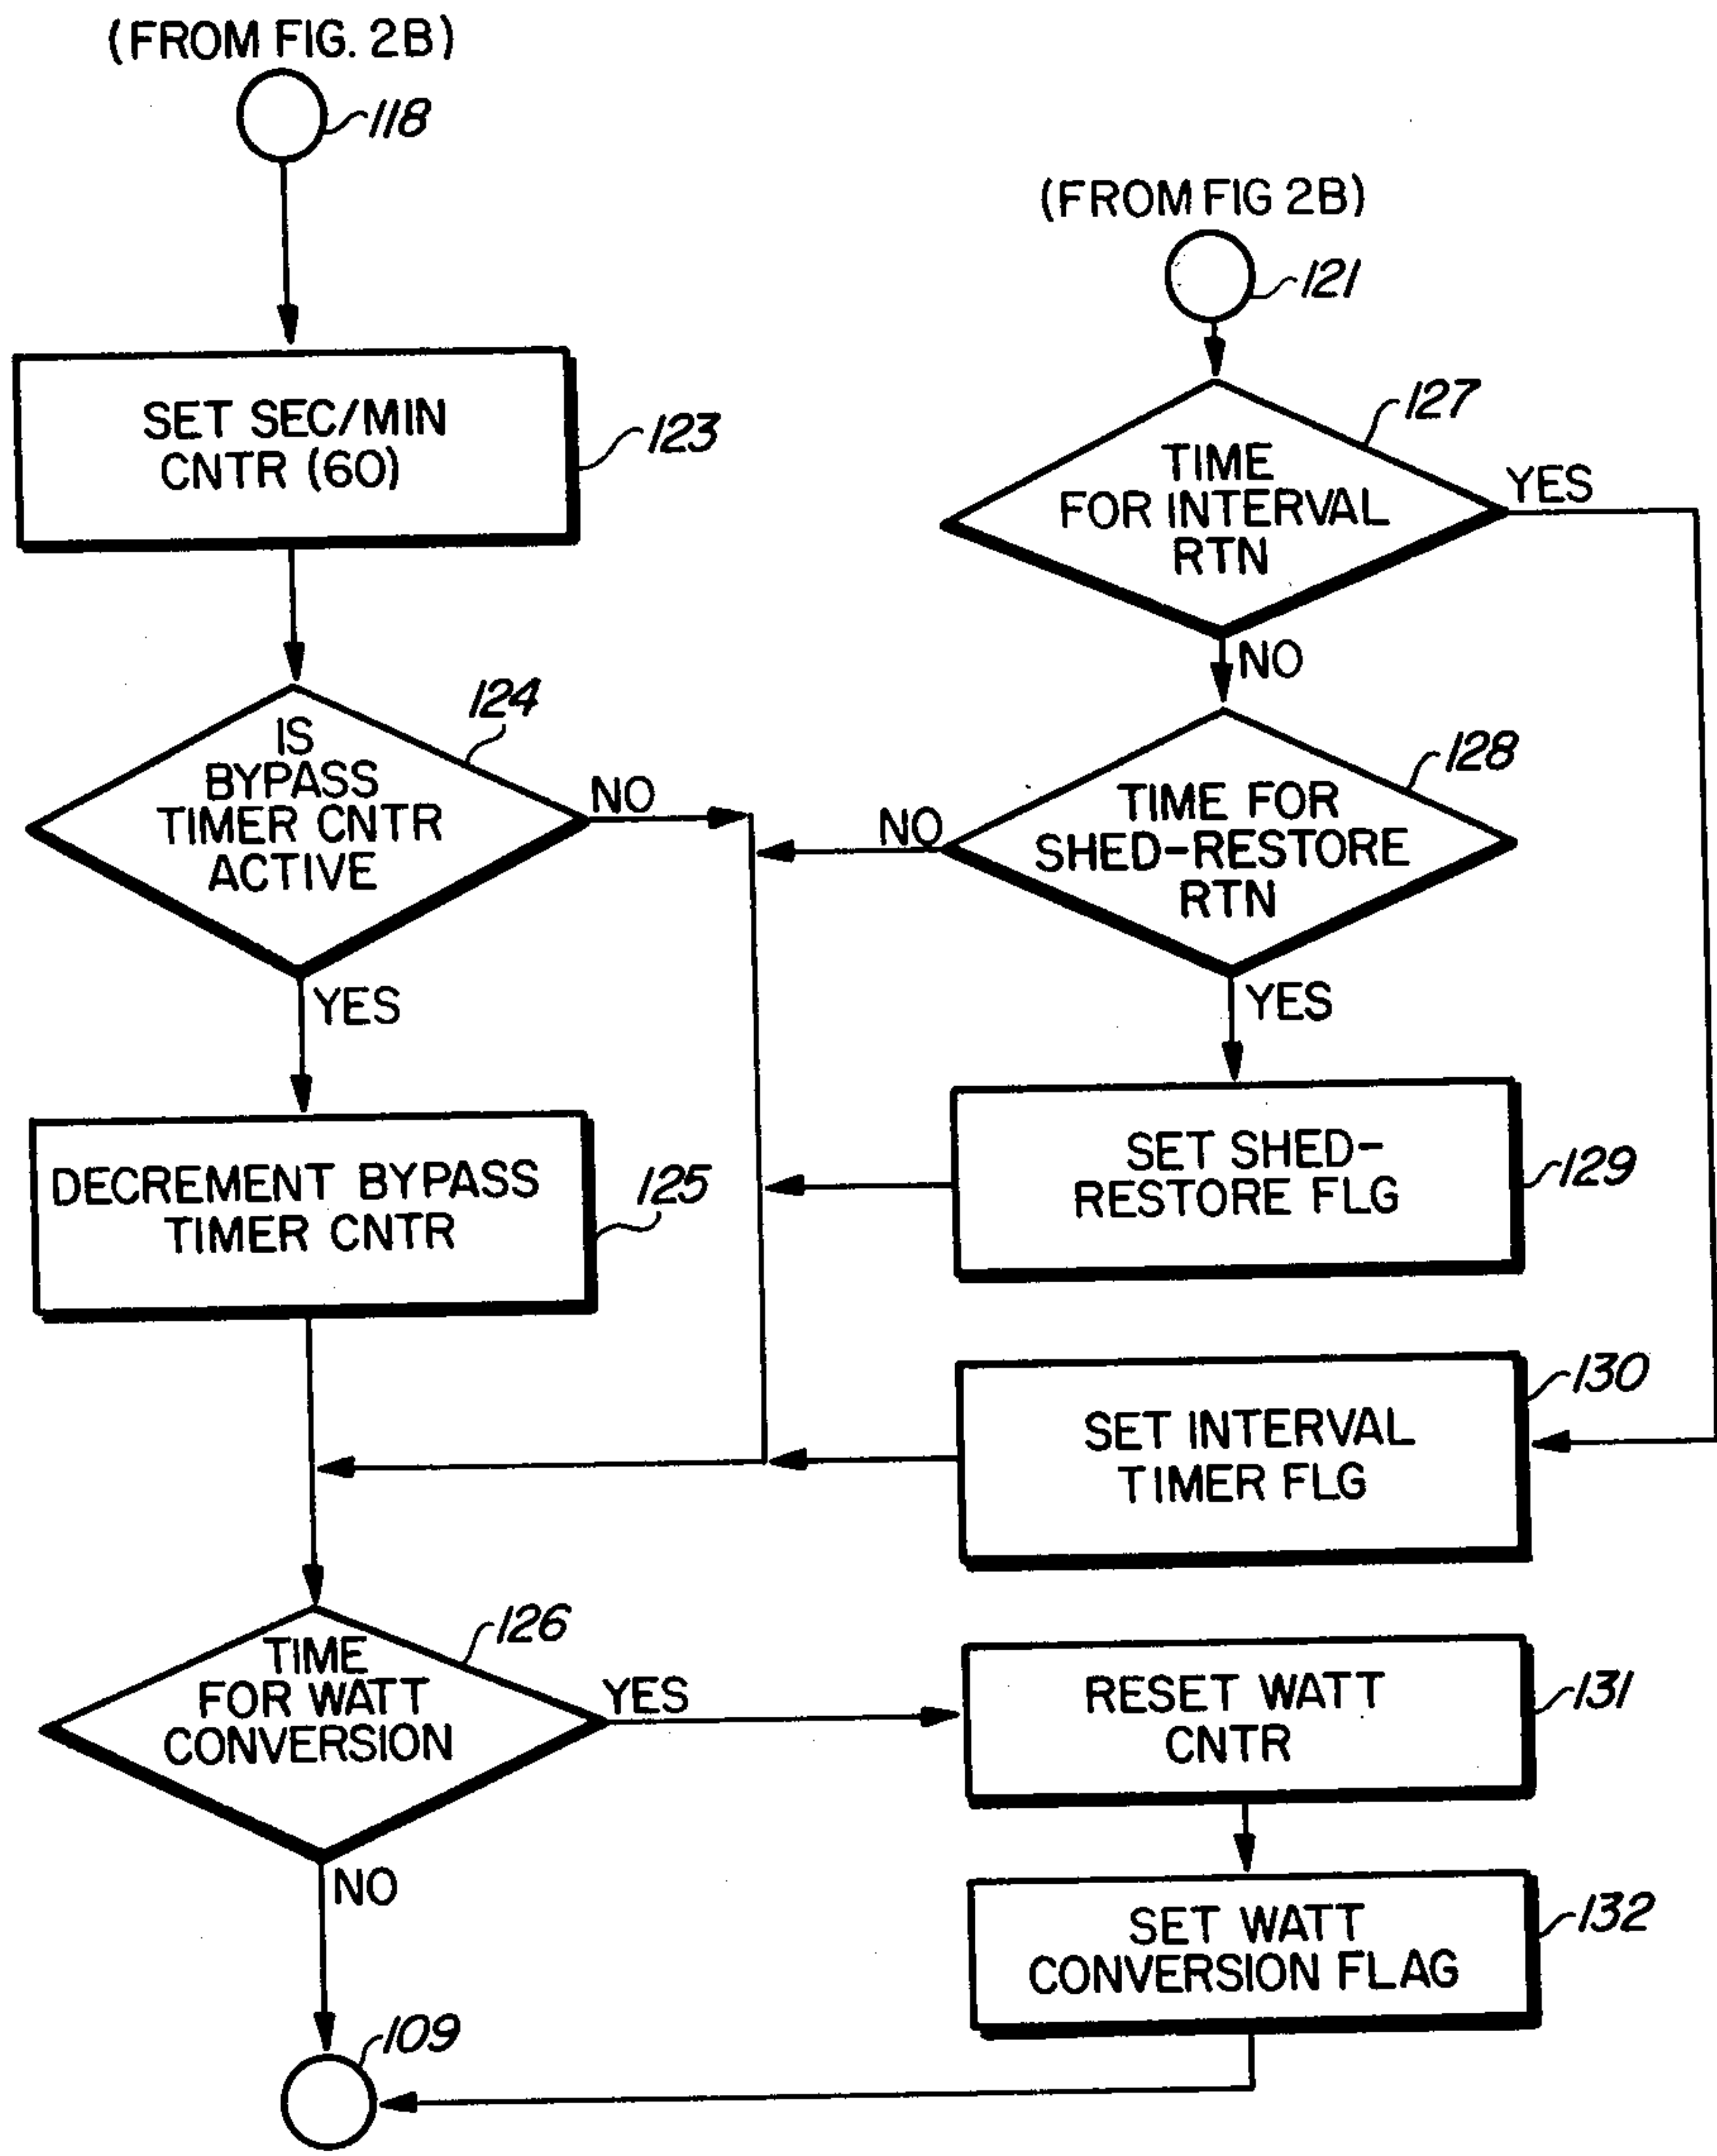 (FROM FIG. 2B)
118
SET SEC/MIN
CNTR (60)
123
IS
BYPASS
TIMER CNTR
ACTIVE
124
NO
YES
DECREMENT BYPASS
TIMER CNTR
125
TIME
FOR WATT
CONVERSION
126
YES
NO
109
(FROM FIG 2B)
121
TIME
FOR INTERVAL
RTN
127
YES
NO
TIME FOR
SHED-RESTORE
RTN
128
NO
YES
SET SHED-
RESTORE FLG
129
SET INTERVAL
TIMER FLG
130
RESET WATT
CNTR
131
SET WATT
CONVERSION FLAG
132